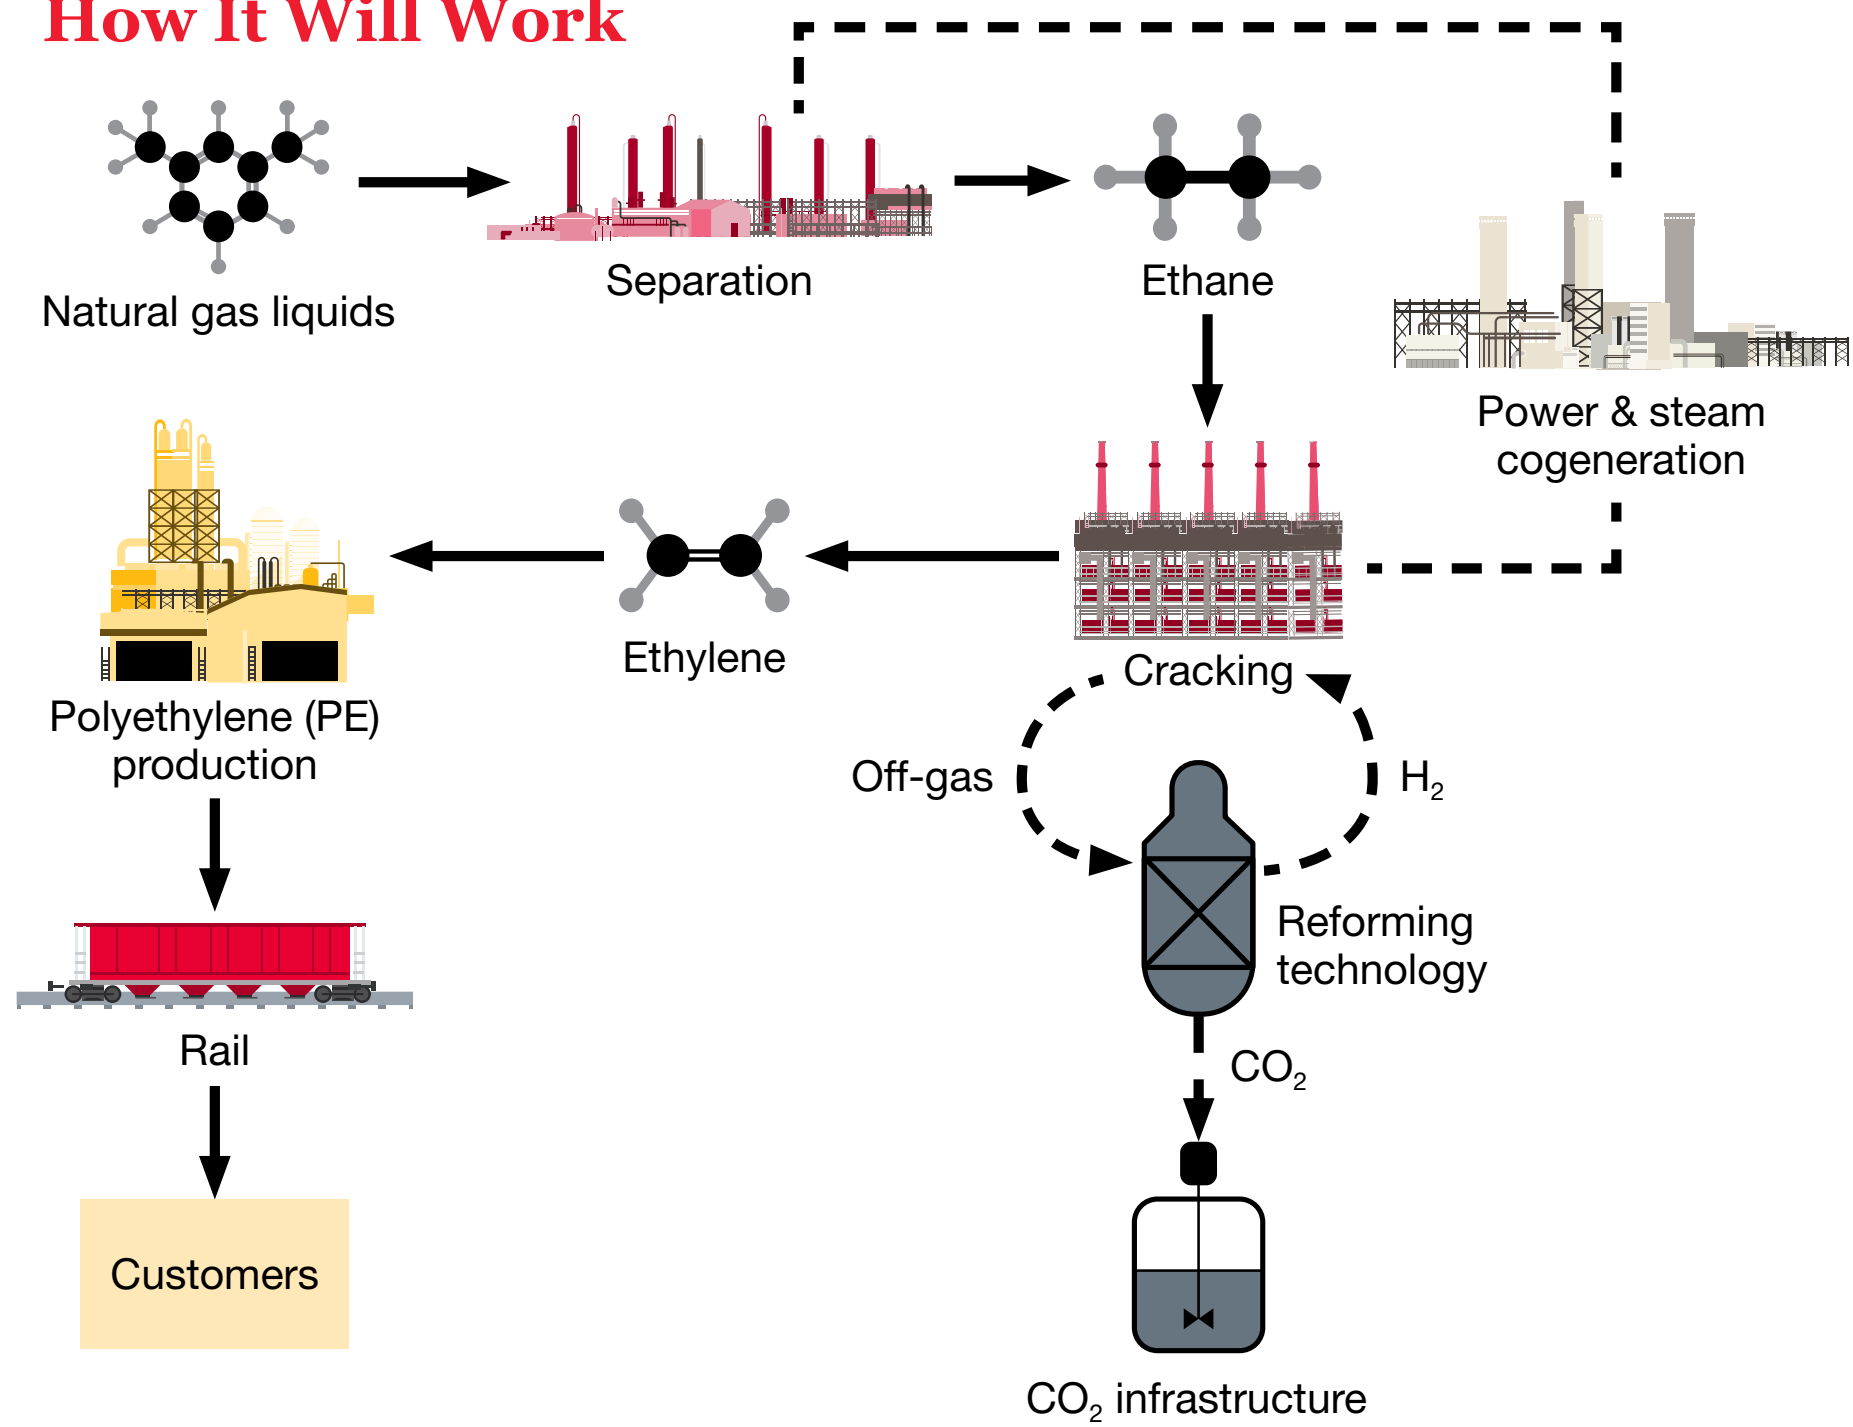 How It Will Work
Natural gas liquids
Separation
Ethane
Power & steam
cogeneration
Cracking
Ethylene
Polyethylene (PE)
production
Off-gas
H₂
Reforming
technology
Rail
CO₂
Customers
CO₂ infrastructure